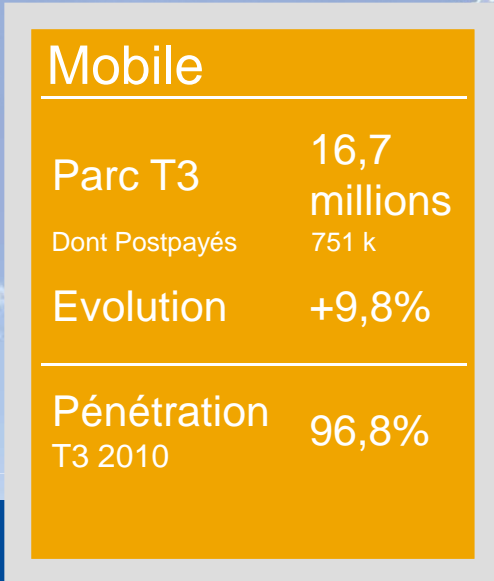 Mobile
Parc T3 16,7 millions
Dont Postpayés 751 k
Evolution +9,8%
Pénétration T3 2010 96,8%